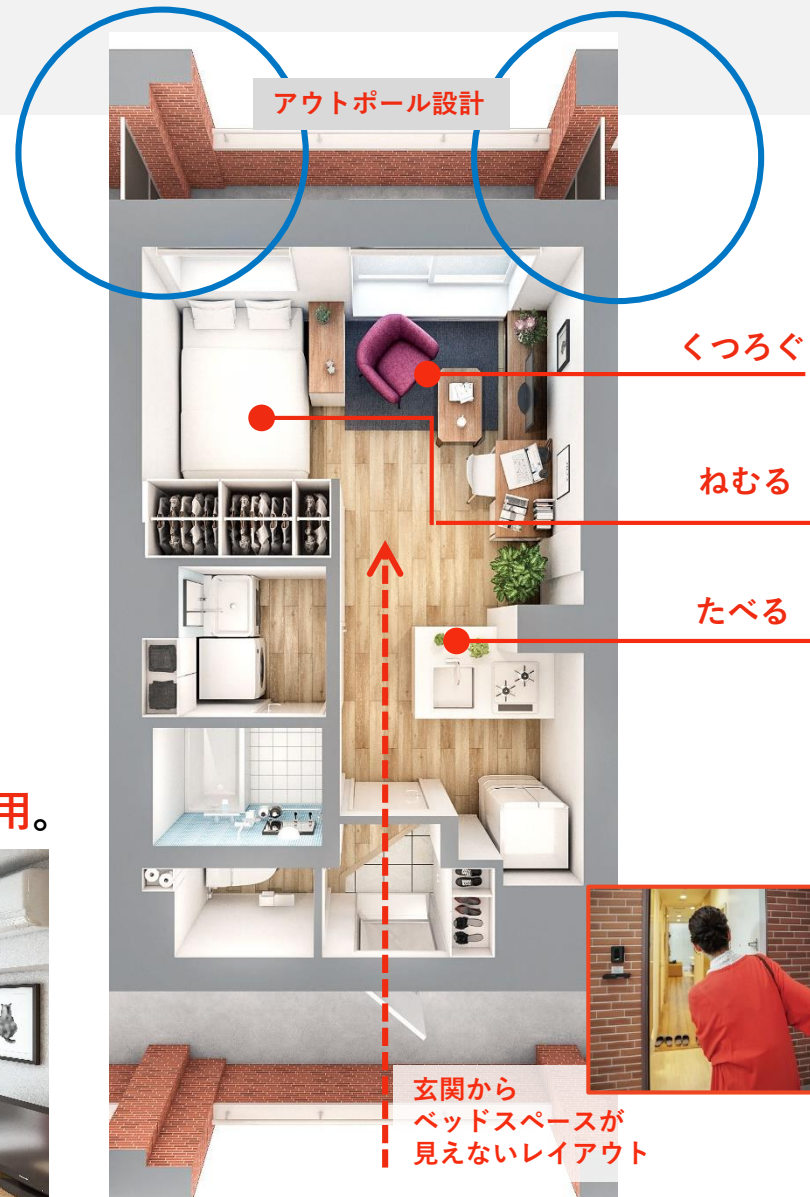 アウトポール設計
くつろぐ
ねむる
たべる
用。
玄関から
ベッドスペースが
見えないレイアウト